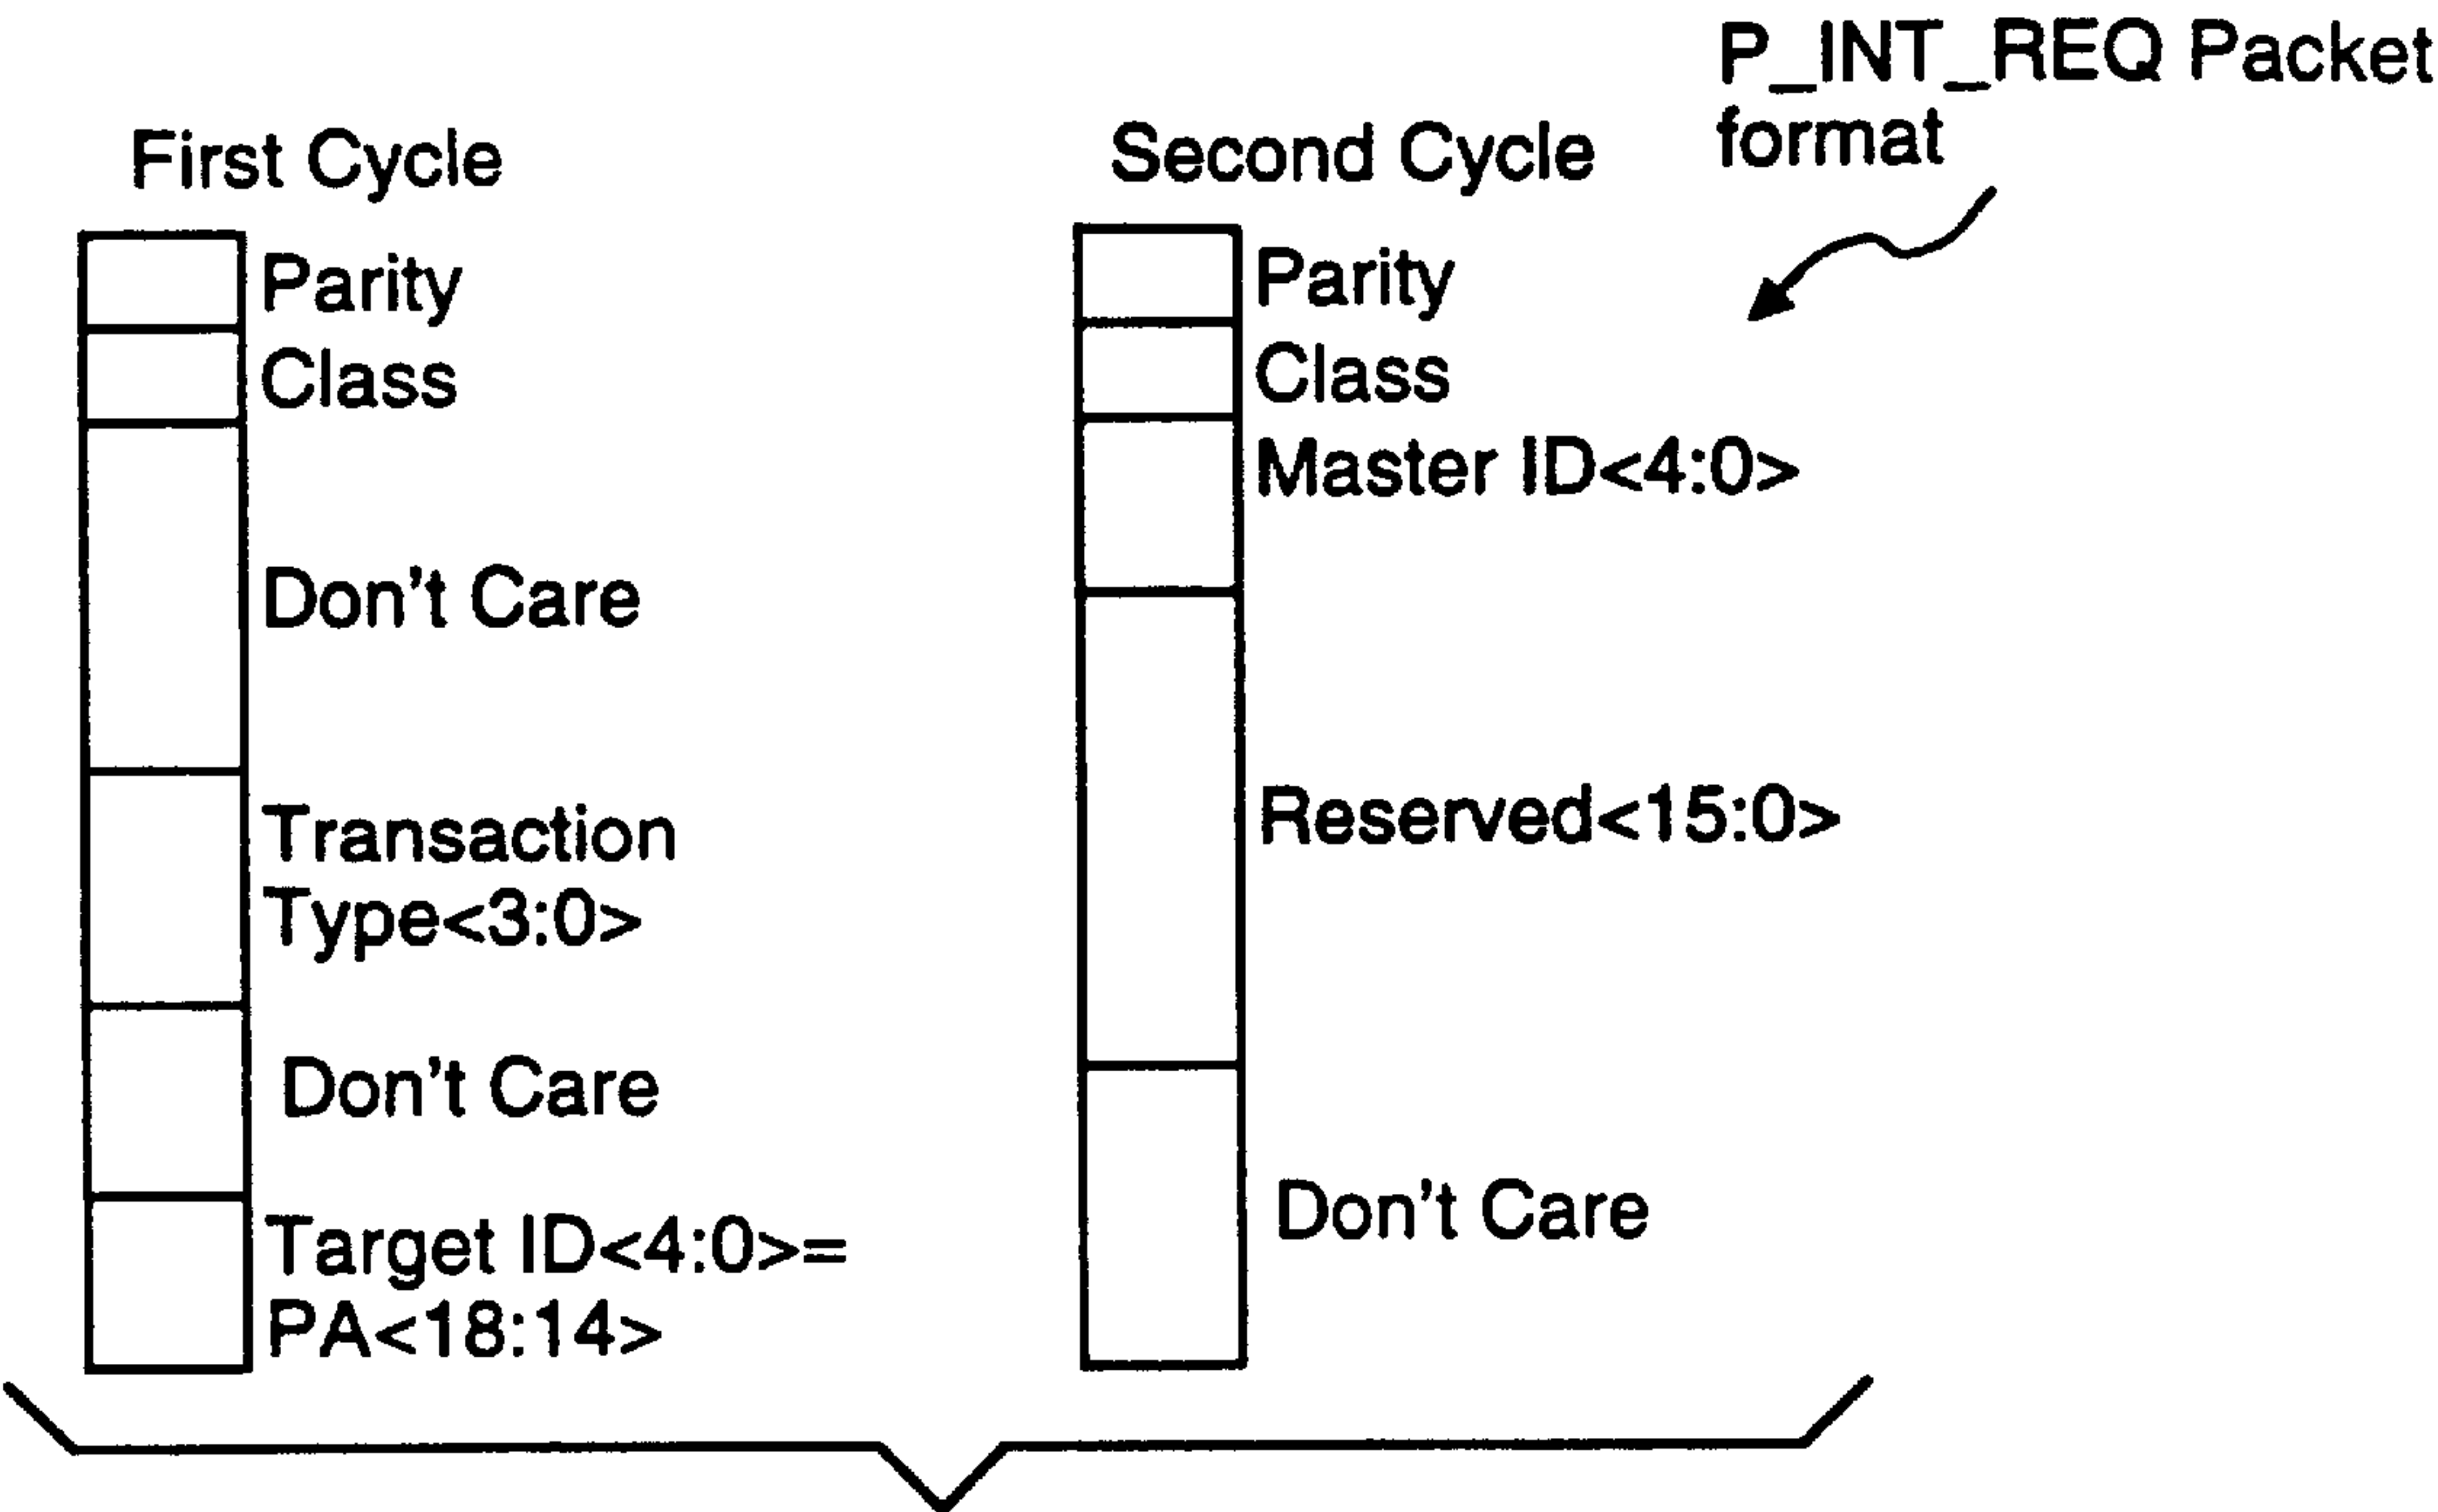 P_INT_REQ Packet
format
First Cycle
Parity
Class
Don't Care
Transaction
Type<3:0>
Don't Care
Target ID<4:0>=
PA<18:14>
Second Cycle
Parity
Class
Master ID<4:0>
Reserved<15:0>
Don't Care